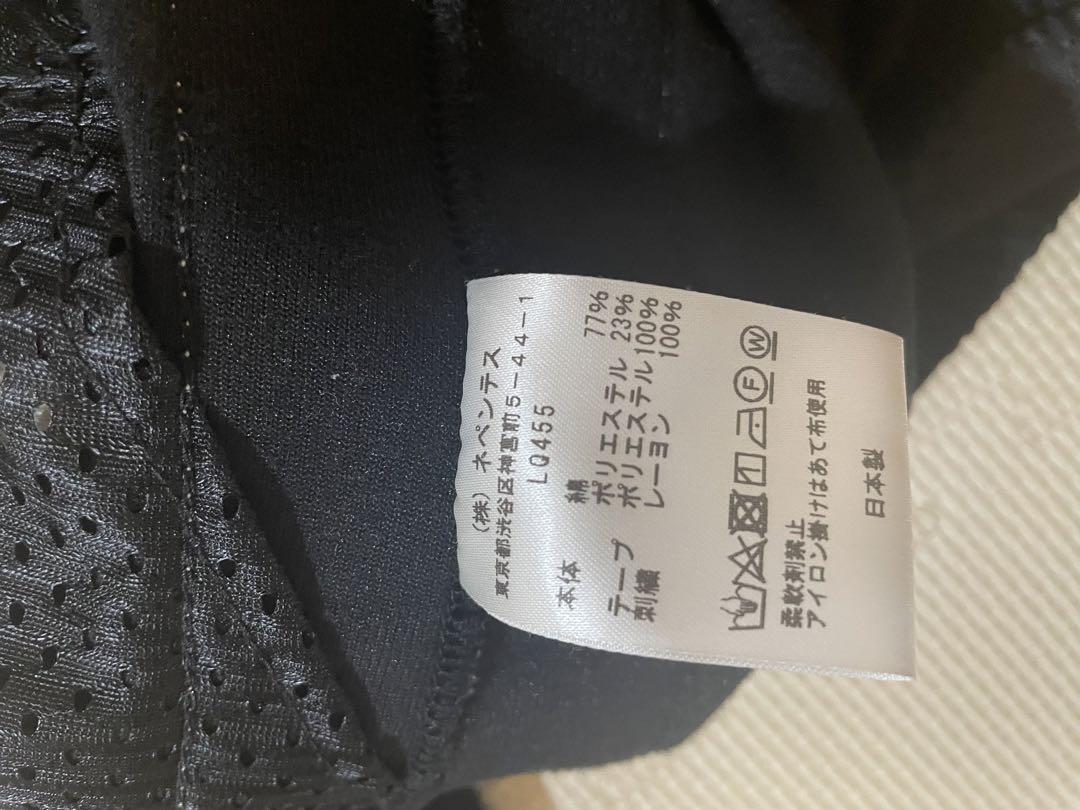 (株)ネペンテス
東京都渋谷区神宮前5-44-1
LQ455
本体 綿 77%
ポリエステル 23%
テープ ポリエステル 100%
刺繍 レーヨン 100%
F W
柔軟剤禁止
アイロン掛けはあて布使用
日本製